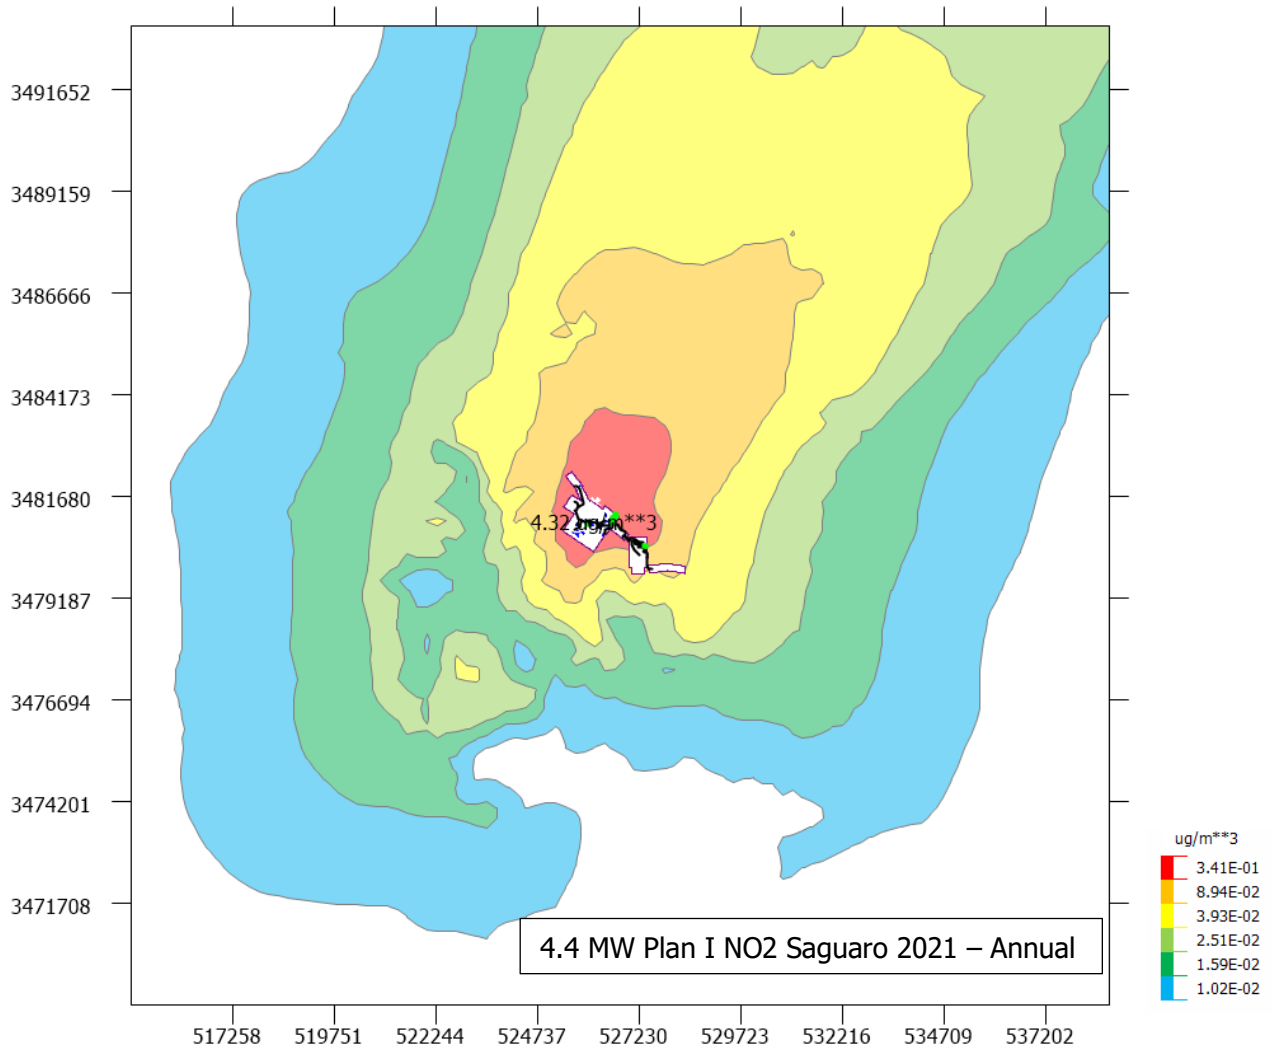 3491652
3489159
3486666
3484173
3481680
4.32 ug/m**3
3479187
3476694
3474201
3471708
ug/m**3
3.41E-01
8.94E-02
3.93E-02
2.51E-02
1.59E-02
1.02E-02
4.4 MW Plan I NO2 Saguaro 2021 – Annual
517258 519751 522244 524737 527230 529723 532216 534709 537202